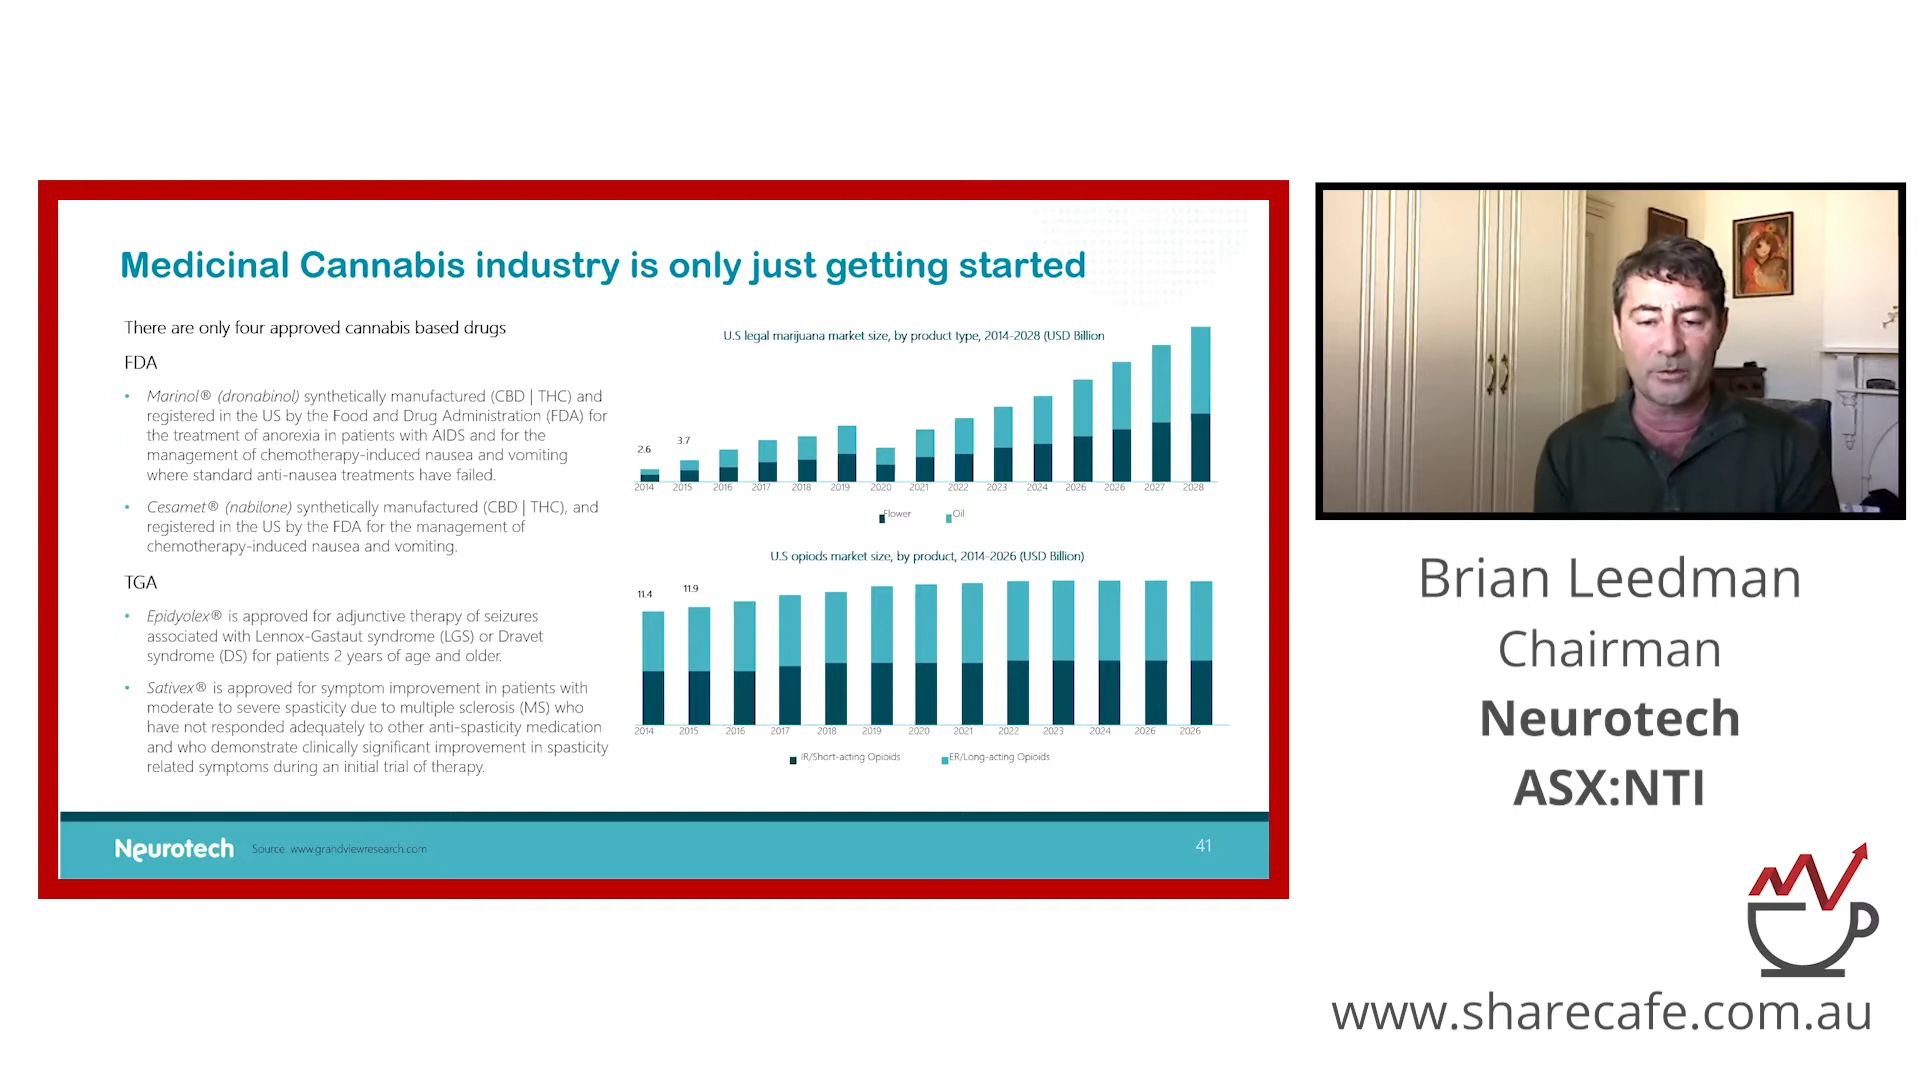 Medicinal Cannabis industry is only just getting started
There are only four approved cannabis based drugs
FDA
• Marinol® (dronabinol) synthetically manufactured (CBD | THC) and
registered in the US by the Food and Drug Administration (FDA) for
the treatment of anorexia in patients with AIDS and for the
management of chemotherapy-induced nausea and vomiting
where standard anti-nausea treatments have failed.
• Cesamet® (nabilone) synthetically manufactured (CBD | THC), and
registered in the US by the FDA for the management of
chemotherapy-induced nausea and vomiting.
TGA
• Epidyolex® is approved for adjunctive therapy of seizures
associated with Lennox-Gastaut syndrome (LGS) or Dravet
syndrome (DS) for patients 2 years of age and older.
• Sativex® is approved for symptom improvement in patients with
moderate to severe spasticity due to multiple sclerosis (MS) who
have not responded adequately to other anti-spasticity medication
and who demonstrate clinically significant improvement in spasticity
related symptoms during an initial trial of therapy.
U.S legal marijuana market size, by product type, 2014-2028 (USD Billion
2.6 3.7
2014 2015 2016 2017 2018 2019 2020 2021 2022 2023 2024 2026 2026 2027 2028
Flower Oil
U.S opiods market size, by product, 2014-2026 (USD Billion)
11.4 11.9
2014 2015 2016 2017 2018 2019 2020 2021 2022 2023 2024 2026 2026
IR/Short-acting Opioids ER/Long-acting Opioids
Neurotech Source: www.grandviewresearch.com 41
Brian Leedman
Chairman
Neurotech
ASX:NTI
www.sharecafe.com.au